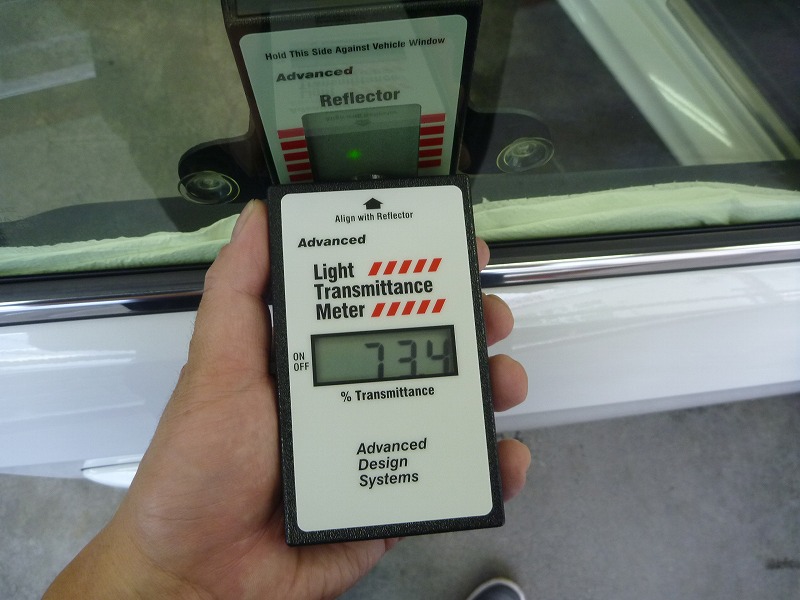 Hold This Side Against Vehicle Window
Advanced
Reflector
Align with Reflector
Advanced
Light
Transmittance
Meter
ON
OFF
73.4
% Transmittance
Advanced
Design
Systems